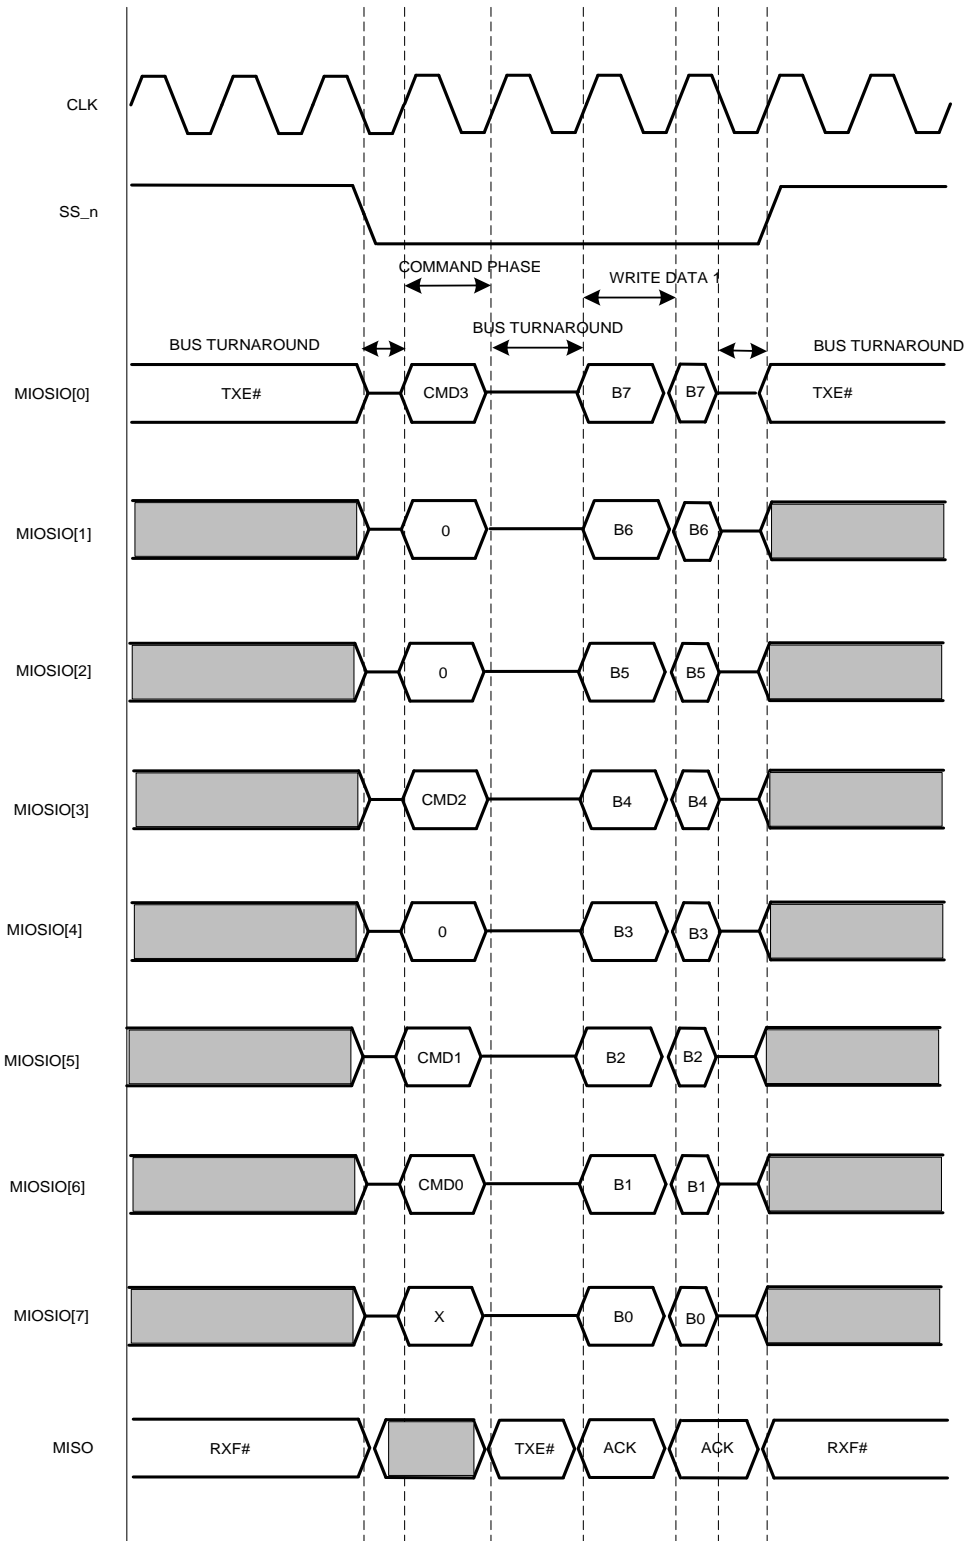 CLK
SS_n
COMMAND PHASE
WRITE DATA 1
BUS TURNAROUND
BUS TURNAROUND
BUS TURNAROUND
MIOSIO[0]
TXE#
CMD3
B7
B7
TXE#
MIOSIO[1]
0
B6
B6
MIOSIO[2]
0
B5
B5
MIOSIO[3]
CMD2
B4
B4
MIOSIO[4]
0
B3
B3
MIOSIO[5]
CMD1
B2
B2
MIOSIO[6]
CMD0
B1
B1
MIOSIO[7]
X
B0
B0
MISO
RXF#
TXE#
ACK
ACK
RXF#